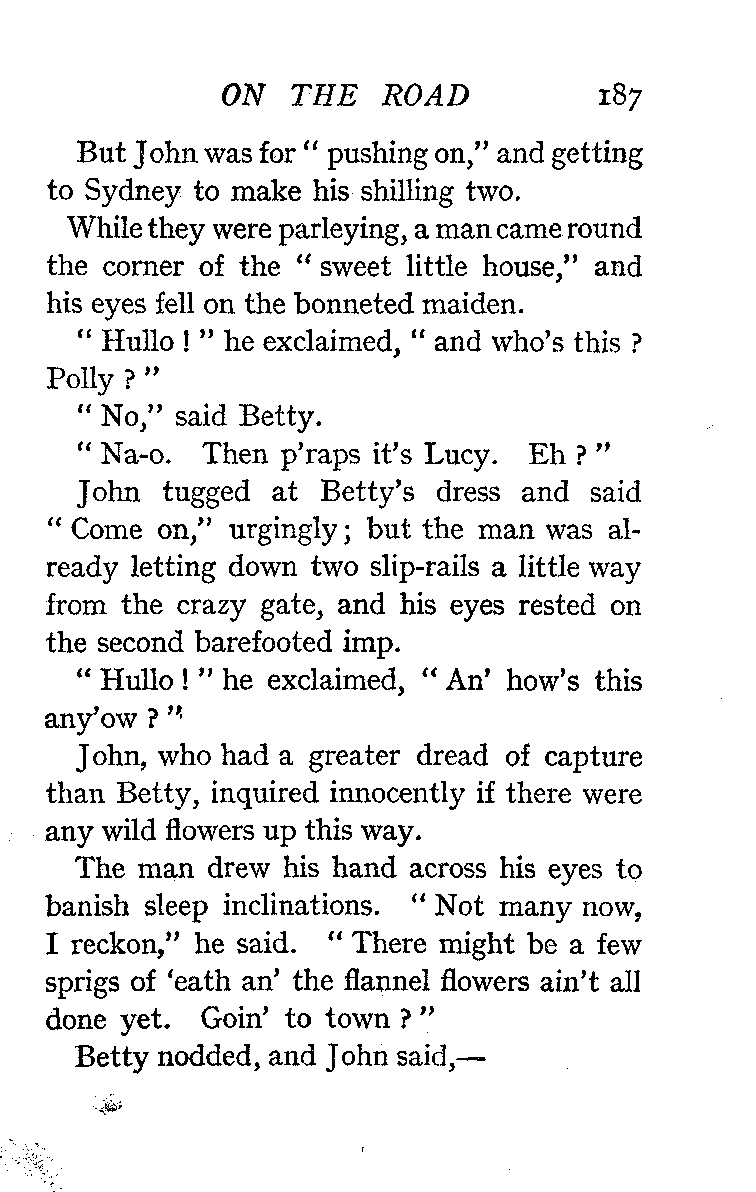 ON THE ROAD 187
But John was for " pushing on," and getting
to Sydney to make his shilling two.
While they were parleying, a man came round
the corner of the " sweet little house," and
his eyes fell on the bonneted maiden.
" Hullo ! " he exclaimed, " and who's this ?
Polly ? "
" No," said Betty.
" Na-o. Then p'raps it's Lucy. Eh ? "
John tugged at Betty's dress and said
" Come on," urgingly; but the man was al-
ready letting down two slip-rails a little way
from the crazy gate, and his eyes rested on
the second barefooted imp.
" Hullo ! " he exclaimed, " An' how's this
any'ow ? "
John, who had a greater dread of capture
than Betty, inquired innocently if there were
any wild flowers up this way.
The man drew his hand across his eyes to
banish sleep inclinations. " Not many now,
I reckon," he said. " There might be a few
sprigs of 'eath an' the flannel flowers ain't all
done yet. Goin' to town ? "
Betty nodded, and John said,—